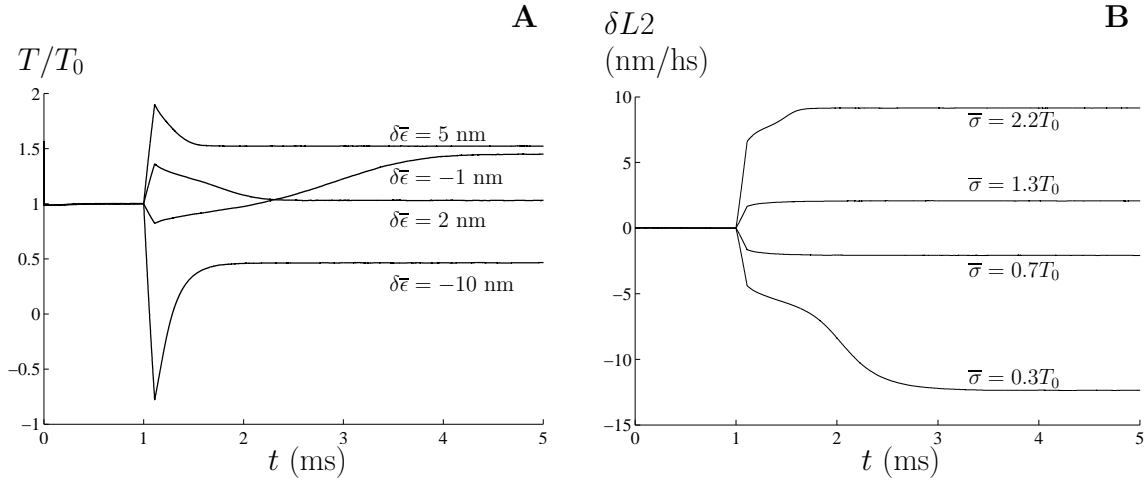 A
T/T₀
2
1.5
1
0.5
0
−0.5
−1
0
1
2
3
4
5
t (ms)
δε̅ = 5 nm
δε̅ = −1 nm
δε̅ = 2 nm
δε̅ = −10 nm
B
δL2
(nm/hs)
10
5
0
−5
−10
−15
0
1
2
3
4
5
t (ms)
σ̅ = 2.2T₀
σ̅ = 1.3T₀
σ̅ = 0.7T₀
σ̅ = 0.3T₀